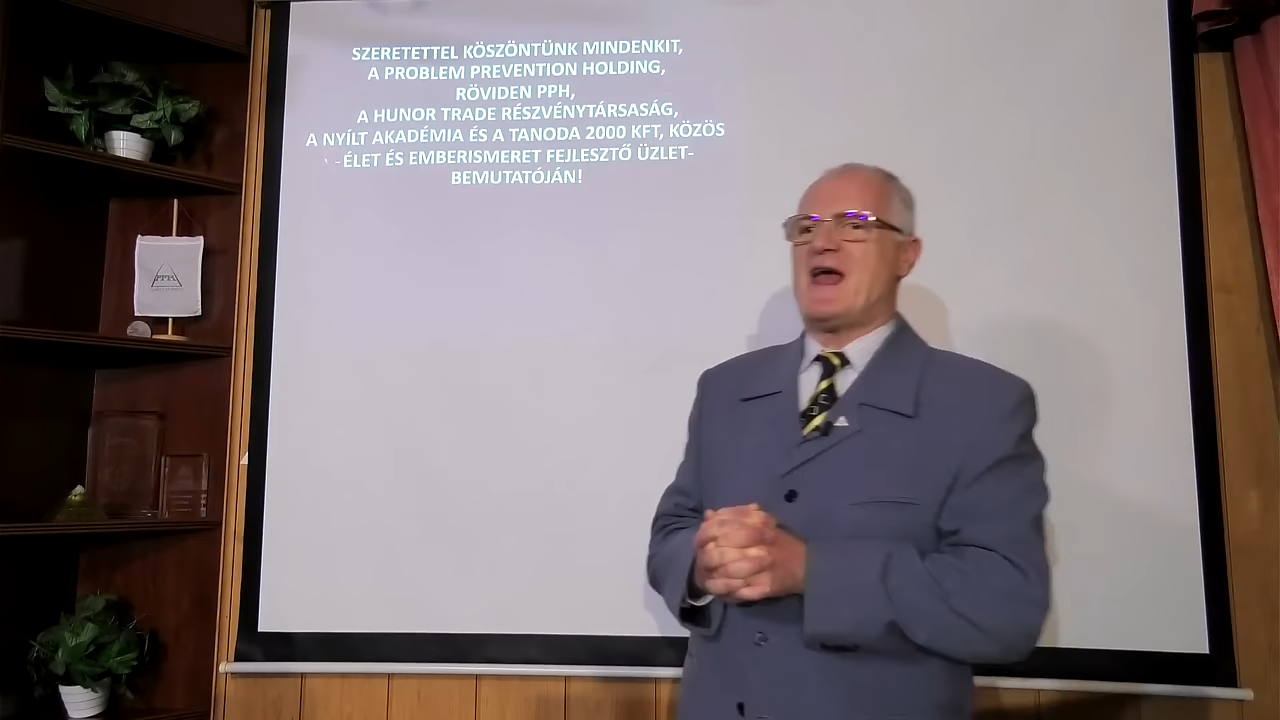 SZERETETTEL KÖSZÖNTÜNK MINDENKIT,
A PROBLEM PREVENTION HOLDING,
RÖVIDEN PPH,
A HUNOR TRADE RÉSZVÉNYTÁRSASÁG,
A NYÍLT AKADÉMIA ÉS A TANODA 2000 KFT, KÖZÖS
- ÉLET ÉS EMBERISMERET FEJLESZTŐ ÜZLET-
BEMUTATÓJÁN!
PPH